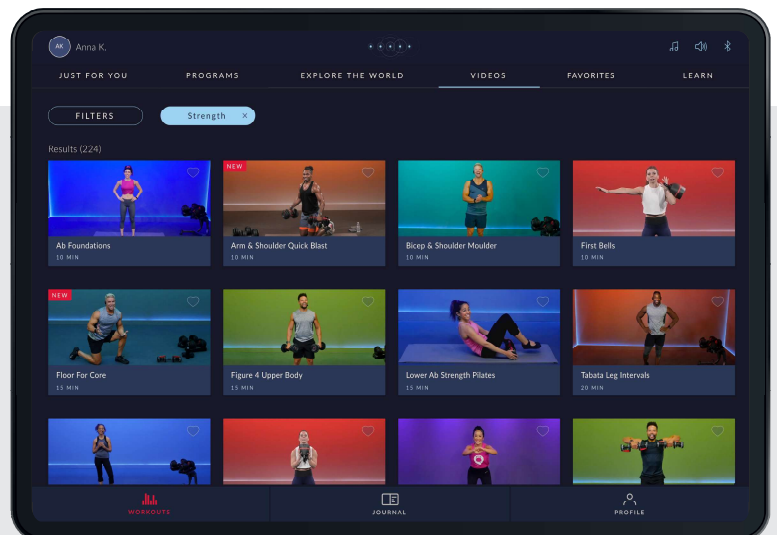 AK Anna K.
JUST FOR YOU PROGRAMS EXPLORE THE WORLD VIDEOS FAVORITES LEARN
FILTERS Strength ×
Results (224)
NEW
Ab Foundations Arm & Shoulder Quick Blast Bicep & Shoulder Moulder First Bells
10 MIN 10 MIN 10 MIN 10 MIN
NEW
Floor For Core Figure 4 Upper Body Lower Ab Strength Pilates Tabata Leg Intervals
15 MIN 15 MIN 15 MIN 20 MIN
WORKOUTS JOURNAL PROFILE